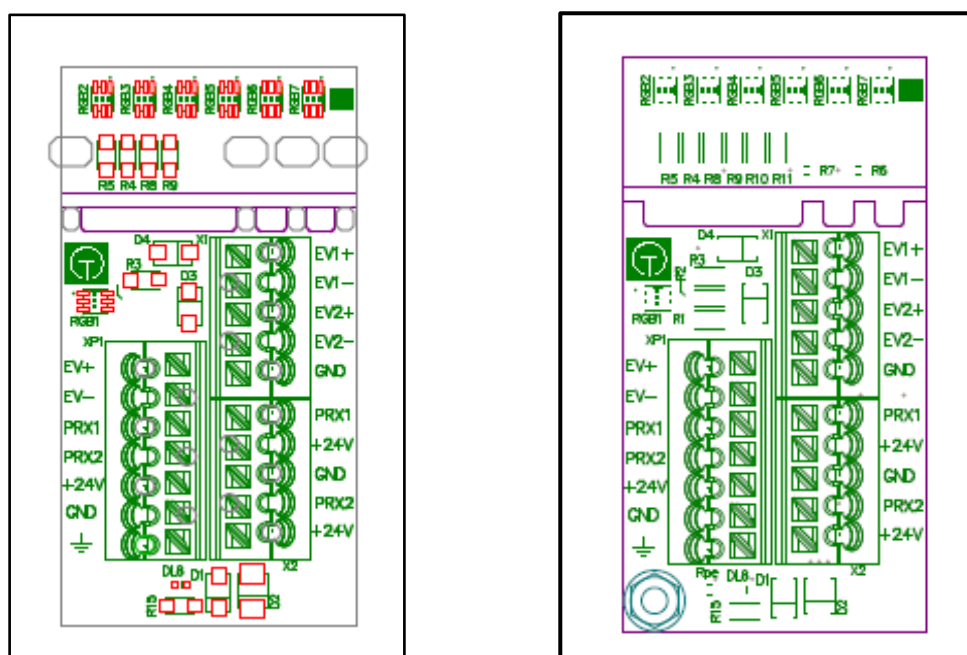 RGB2 RGB3 RGB4 RGB5 RGB6 RGB7
R5 R4 R8 R9
D4 X1
R3 D3
RGB1
XP1
EV1+
EV1-
EV2+
EV2-
GND
EV+
EV-
PRX1
PRX2
+24V
GND
PRX1
+24V
GND
PRX2
+24V
X2
DL8 D1
R15 D2
RGB2 RGB3 RGB4 RGB5 RGB6 RGB7
R5 R4 R8 R9 R10 R11 R7 R6
D4 X1
R3 R2 D3
RGB1 R1
XP1
EV1+
EV1-
EV2+
EV2-
GND
EV+
EV-
PRX1
PRX2
+24V
GND
PRX1
+24V
GND
PRX2
+24V
X2
Rpe DL8 D1
R15 D2